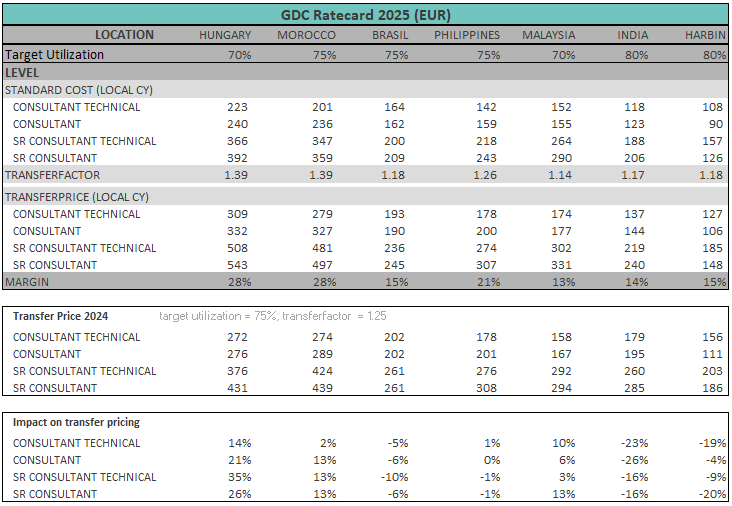 GDC Ratecard 2025 (EUR)
LOCATION HUNGARY MOROCCO BRASIL PHILIPPINES MALAYSIA INDIA HARBIN
Target Utilization 70% 75% 75% 75% 70% 80% 80%
LEVEL
STANDARD COST (LOCAL CY)
CONSULTANT TECHNICAL 223 201 164 142 152 118 108
CONSULTANT 240 236 162 159 155 123 90
SR CONSULTANT TECHNICAL 366 347 200 218 264 188 157
SR CONSULTANT 392 359 209 243 290 206 126
TRANSFERFACTOR 1.39 1.39 1.18 1.26 1.14 1.17 1.18
TRANSFERPRICE (LOCAL CY)
CONSULTANT TECHNICAL 309 279 193 178 174 137 127
CONSULTANT 332 327 190 200 177 144 106
SR CONSULTANT TECHNICAL 508 481 236 274 302 219 185
SR CONSULTANT 543 497 245 307 331 240 148
MARGIN 28% 28% 15% 21% 13% 14% 15%
Transfer Price 2024 target utilization = 75%, transferfactor = 1.25
CONSULTANT TECHNICAL 272 274 202 178 158 179 156
CONSULTANT 276 289 202 201 167 195 111
SR CONSULTANT TECHNICAL 376 424 261 276 292 260 203
SR CONSULTANT 431 439 261 308 294 285 186
Impact on transfer pricing
CONSULTANT TECHNICAL 14% 2% -5% 1% 10% -23% -19%
CONSULTANT 21% 13% -6% 0% 6% -26% -4%
SR CONSULTANT TECHNICAL 35% 13% -10% -1% 3% -16% -9%
SR CONSULTANT 26% 13% -6% -1% 13% -16% -20%